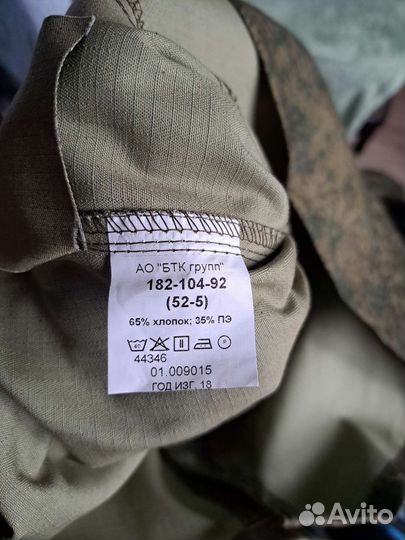 АО "БТК групп"
182-104-92
(52-5)
65% хлопок; 35% ПЭ
40
44346
01.009015
ГОД ИЗГ. 18
Avito